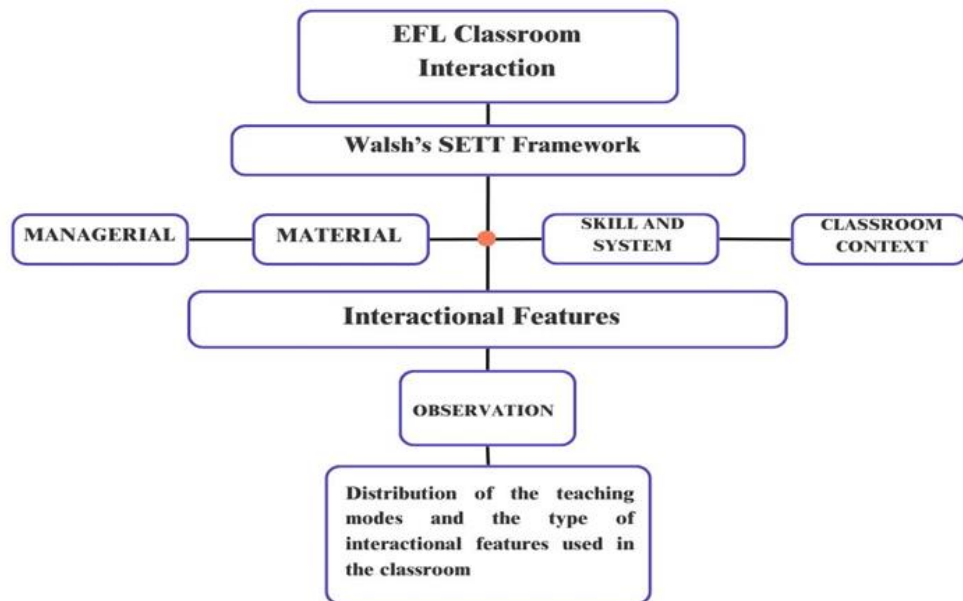 EFL Classroom
Interaction
Walsh's SETT Framework
MANAGERIAL
MATERIAL
SKILL AND
SYSTEM
CLASSROOM
CONTEXT
Interactional Features
OBSERVATION
Distribution of the teaching
modes and the type of
interactional features used in
the classroom